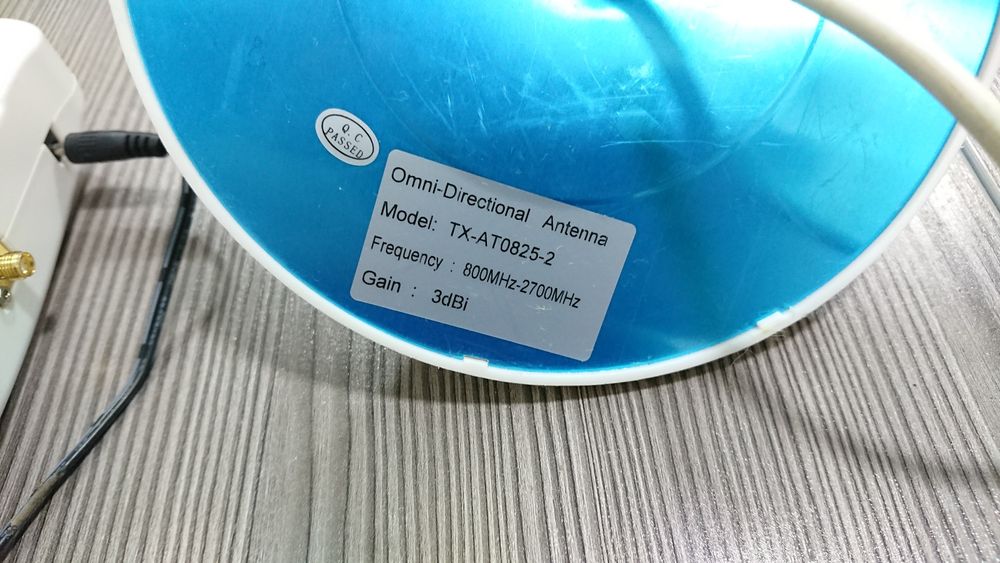 Q.C
PASSED
Omni-Directional Antenna
Model: TX-AT0825-2
Frequency : 800MHz-2700MHz
Gain : 3dBi